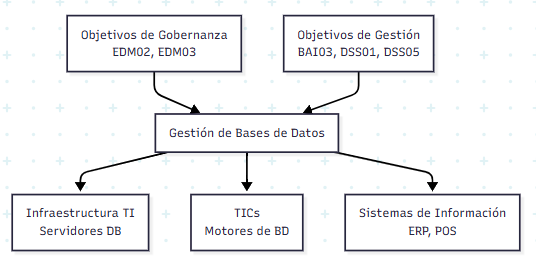 Objetivos de Gobernanza
EDM02, EDM03
Objetivos de Gestión
BAI03, DSS01, DSS05
Gestión de Bases de Datos
Infraestructura TI
Servidores DB
TICs
Motores de BD
Sistemas de Información
ERP, POS